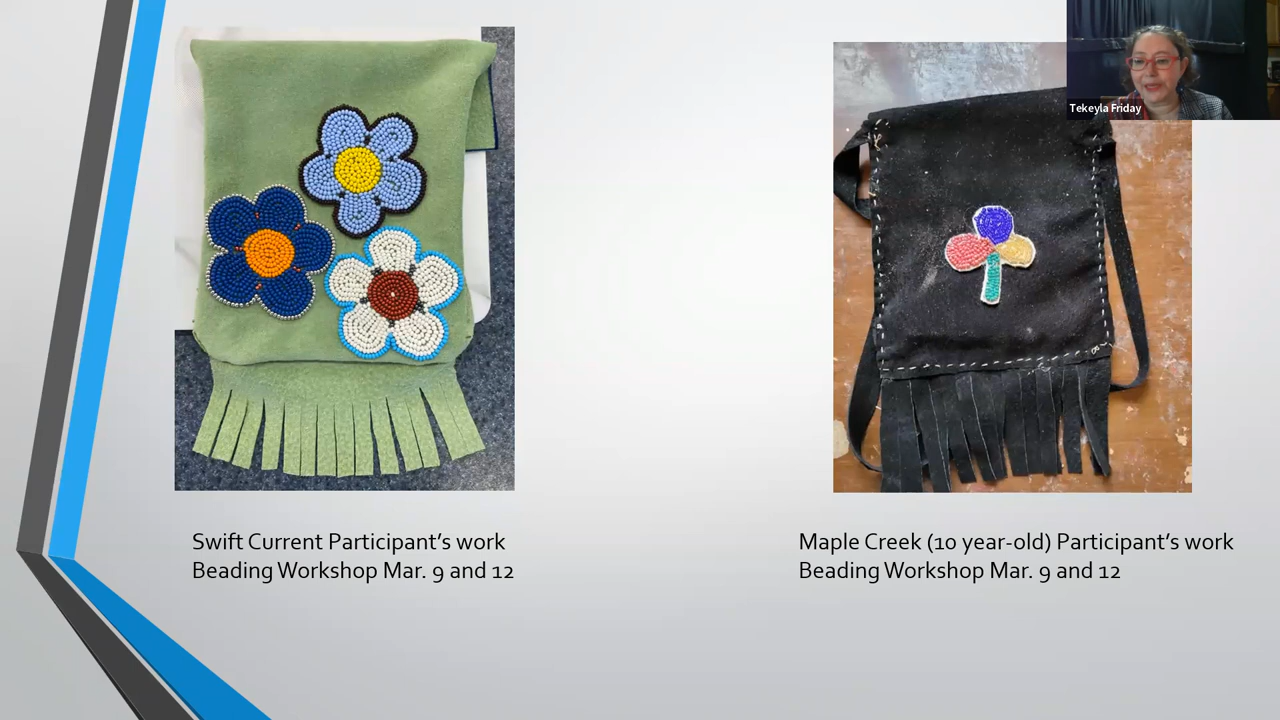 Tekeyla Friday
Swift Current Participant's work
Beading Workshop Mar. 9 and 12
Maple Creek (10 year-old) Participant's work
Beading Workshop Mar. 9 and 12